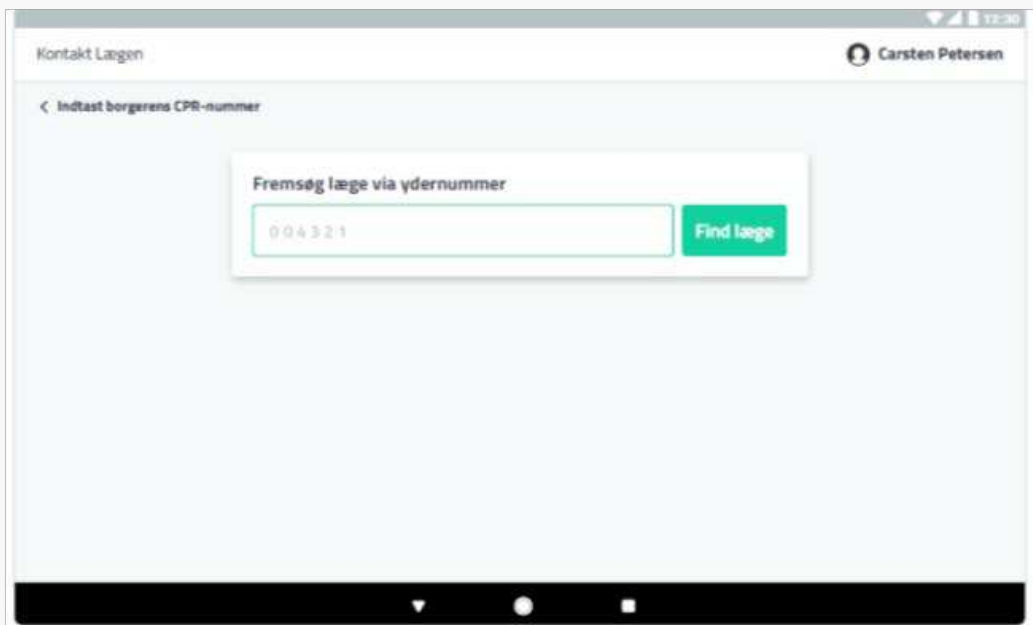 12:30
Kontakt Lægen
Carsten Petersen
Indtast borgerens CPR-nummer
Fremsøg læge via ydernummer
004321
Find læge